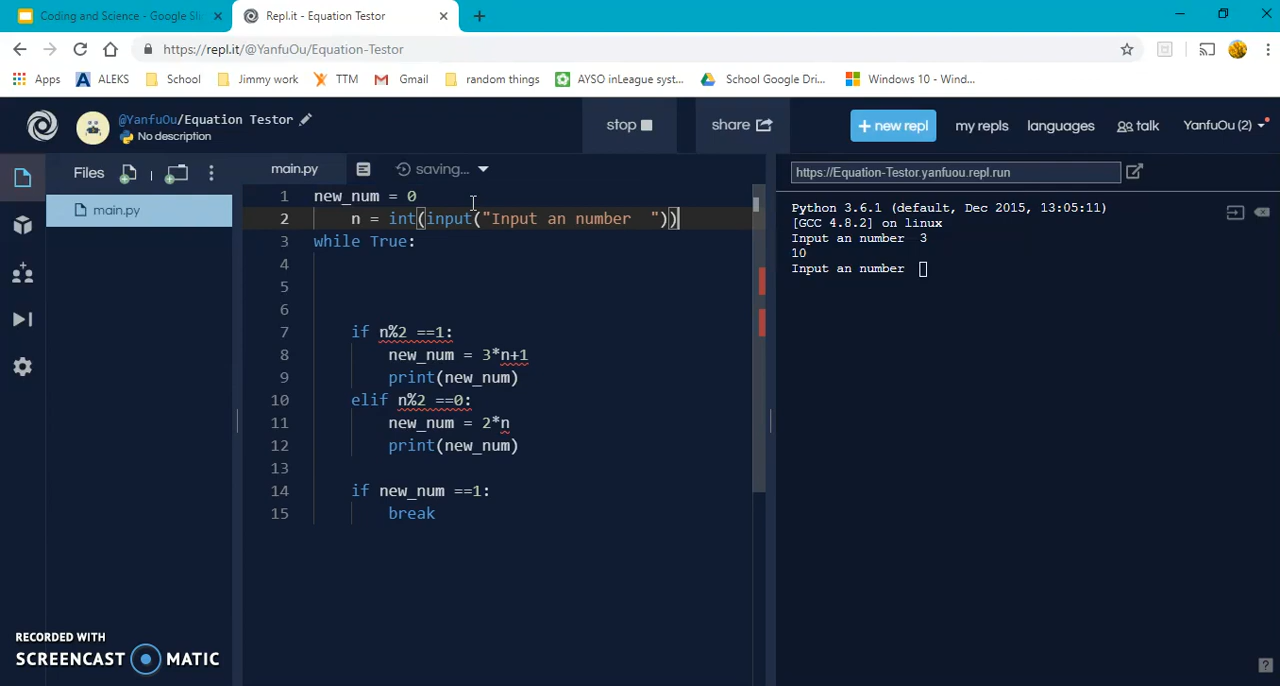 Coding and Science - Google Sli
Repl.it - Equation Testor
https://repl.it/@YanfuOu/Equation-Testor
Apps
ALEKS
School
Jimmy work
TTM
Gmail
random things
AYSO inLeague syst...
School Google Dri...
Windows 10 - Wind...
@YanfuOu/Equation Testor
No description
stop
share
+ new repl
my repls
languages
talk
YanfuOu (2)
Files
main.py
saving...
https://Equation-Testor.yanfuou.repl.run
main.py
1 new_num = 0
2 n = int(input("Input an number  "))
3 while True:
4
5
6
7 if n%2 ==1:
8 new_num = 3*n+1
9 print(new_num)
10 elif n%2 ==0:
11 new_num = 2*n
12 print(new_num)
13
14 if new_num ==1:
15 break
Python 3.6.1 (default, Dec 2015, 13:05:11)
[GCC 4.8.2] on linux
Input an number  3
10
Input an number
RECORDED WITH
SCREENCAST MATIC
?